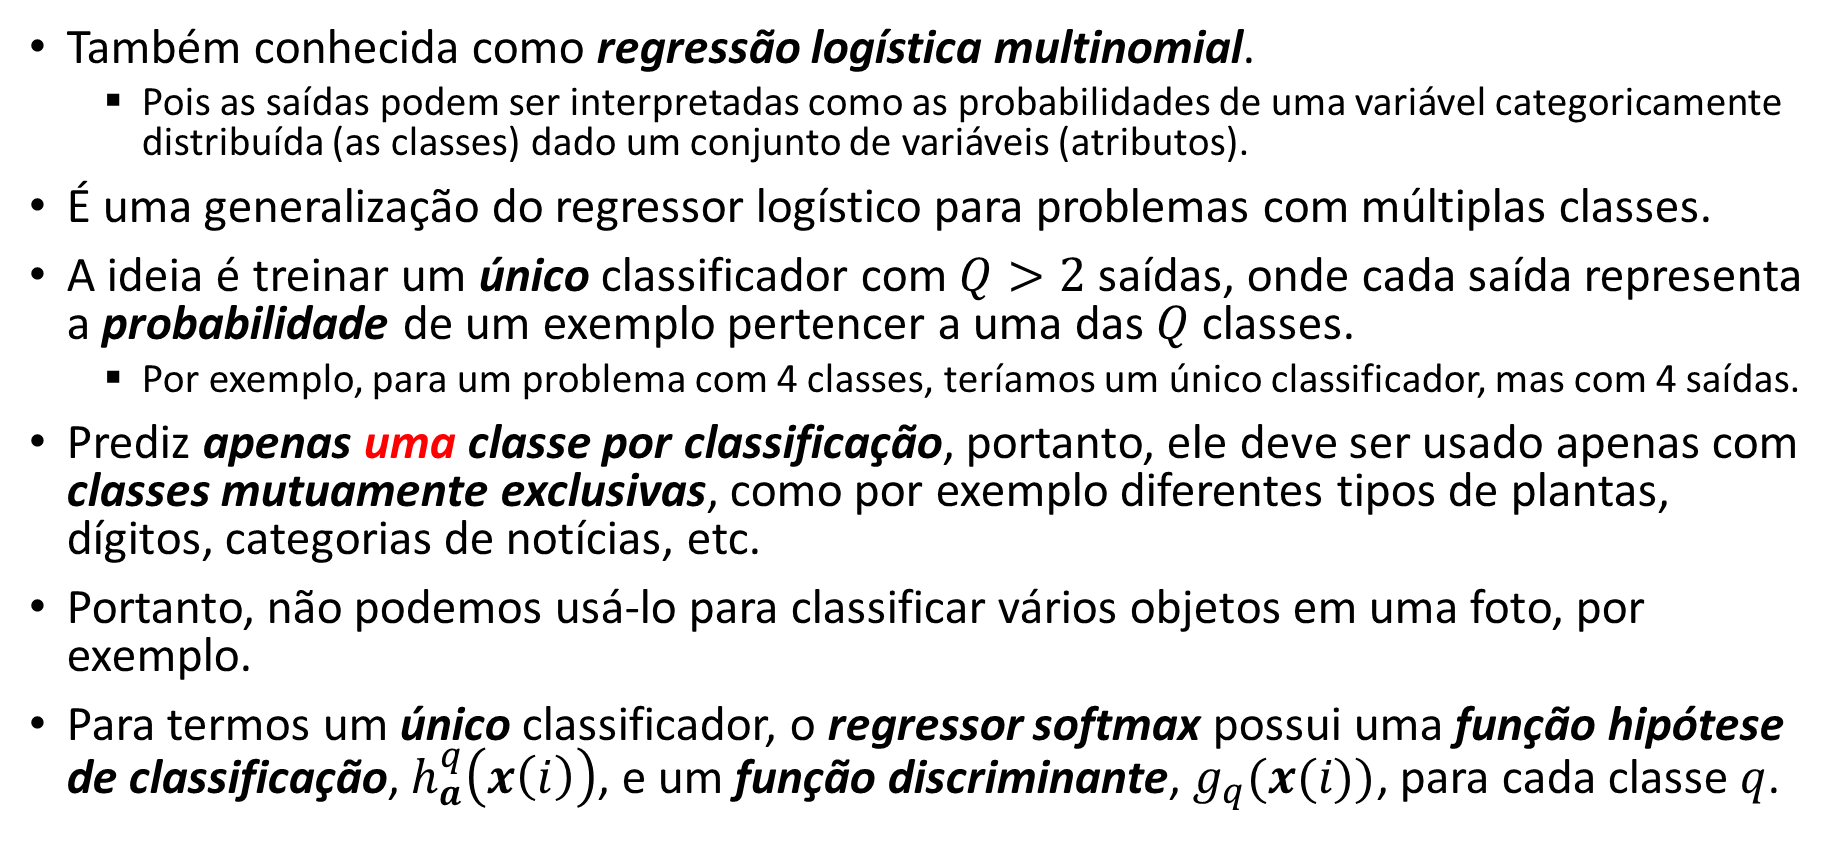 • Também conhecida como regressão logística multinomial.
▪ Pois as saídas podem ser interpretadas como as probabilidades de uma variável categoricamente
distribuída (as classes) dado um conjunto de variáveis (atributos).
• É uma generalização do regressor logístico para problemas com múltiplas classes.
• A ideia é treinar um único classificador com Q > 2 saídas, onde cada saída representa
a probabilidade de um exemplo pertencer a uma das Q classes.
▪ Por exemplo, para um problema com 4 classes, teríamos um único classificador, mas com 4 saídas.
• Prediz apenas uma classe por classificação, portanto, ele deve ser usado apenas com
classes mutuamente exclusivas, como por exemplo diferentes tipos de plantas,
dígitos, categorias de notícias, etc.
• Portanto, não podemos usá-lo para classificar vários objetos em uma foto, por
exemplo.
• Para termos um único classificador, o regressor softmax possui uma função hipótese
de classificação, $h_{\boldsymbol{a}}^{q}(\boldsymbol{x}(i))$, e um função discriminante, $g_q(\boldsymbol{x}(i))$, para cada classe $q$.